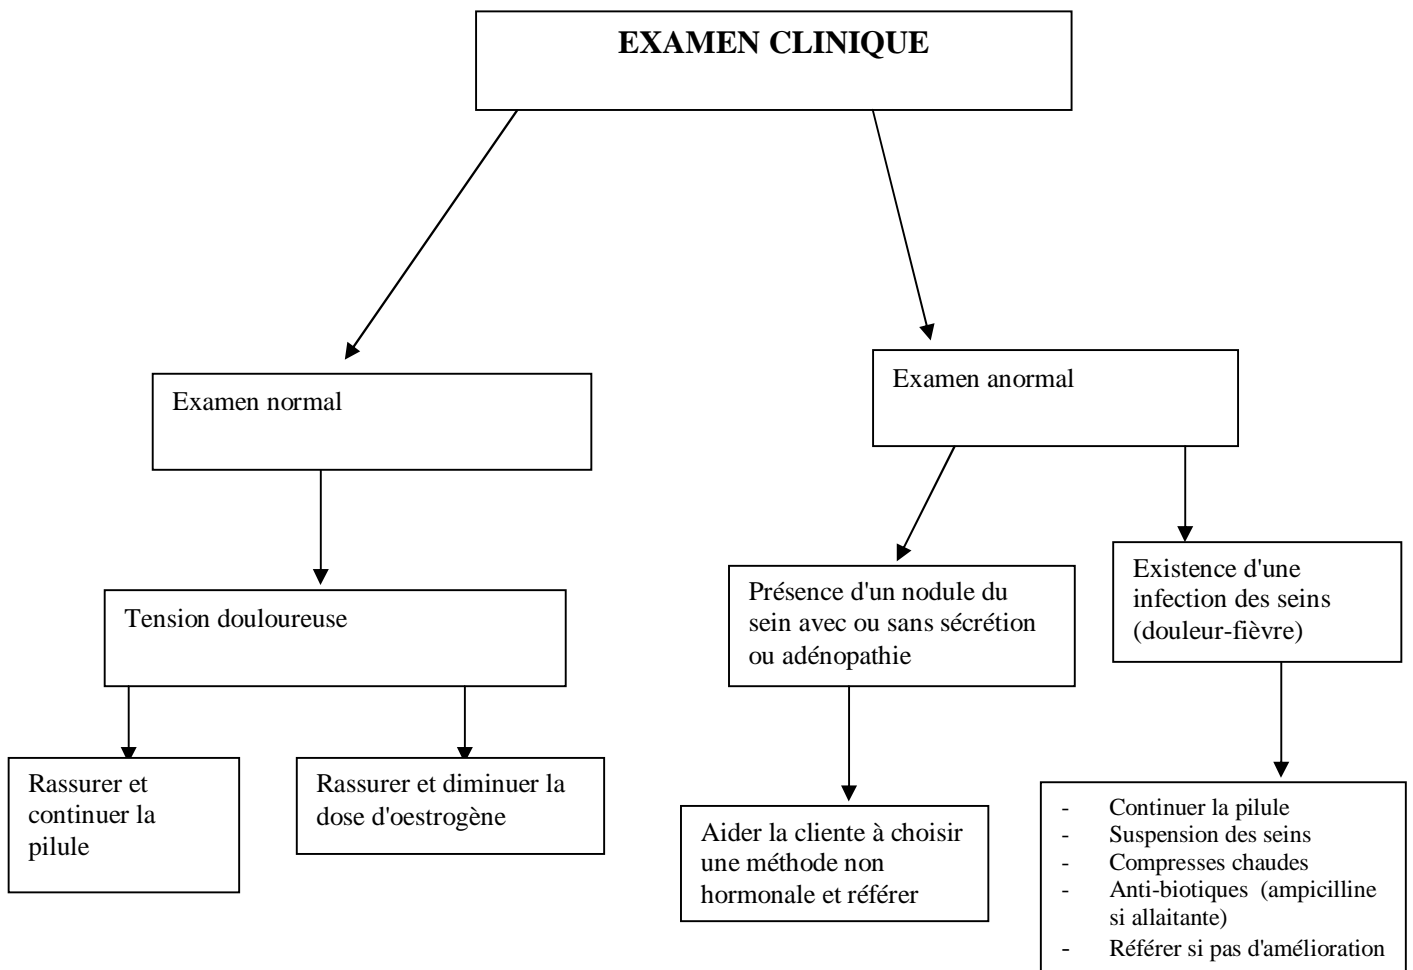 EXAMEN CLINIQUE
Examen normal
Examen anormal
Tension douloureuse
Présence d'un nodule du
sein avec ou sans sécrétion
ou adénopathie
Existence d'une
infection des seins
(douleur-fièvre)
Rassurer et
continuer la
pilule
Rassurer et diminuer la
dose d'oestrogène
Aider la cliente à choisir
une méthode non
hormonale et référer
- Continuer la pilule
- Suspension des seins
- Compresses chaudes
- Anti-biotiques (ampicilline
si allaitante)
- Référer si pas d'amélioration